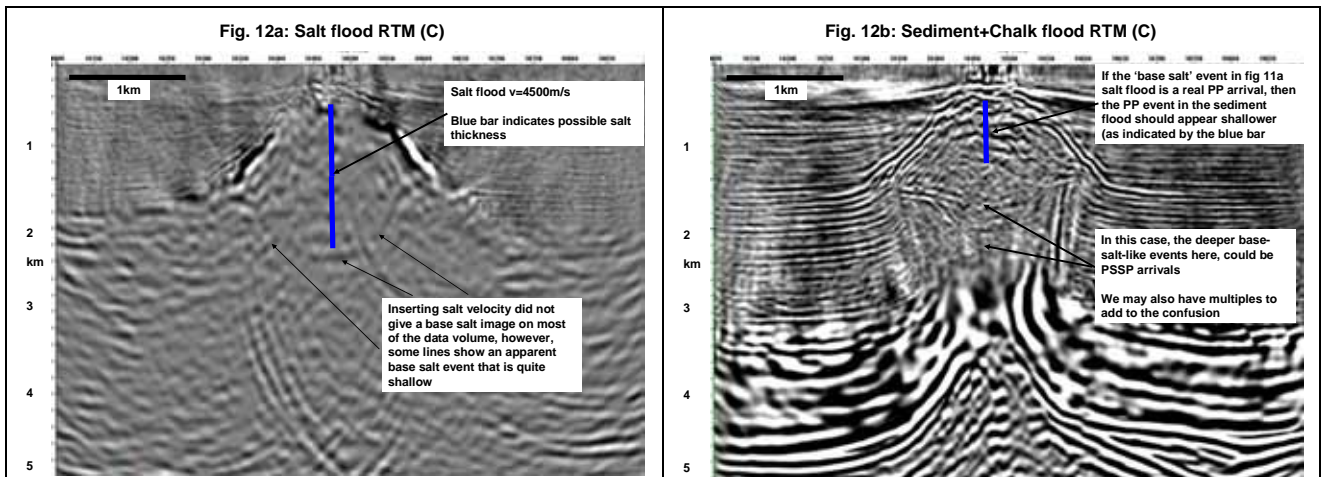 Fig. 12a: Salt flood RTM (C)
1km
Salt flood v=4500m/s
Blue bar indicates possible salt
thickness
1
2
km
3
4
5
Inserting salt velocity did not
give a base salt image on most
of the data volume, however,
some lines show an apparent
base salt event that is quite
shallow
Fig. 12b: Sediment+Chalk flood RTM (C)
1km
If the ‘base salt’ event in fig 11a
salt flood is a real PP arrival, then
the PP event in the sediment
flood should appear shallower
(as indicated by the blue bar
1
2
km
3
4
5
In this case, the deeper base-
salt-like events here, could be
PSSP arrivals
We may also have multiples to
add to the confusion